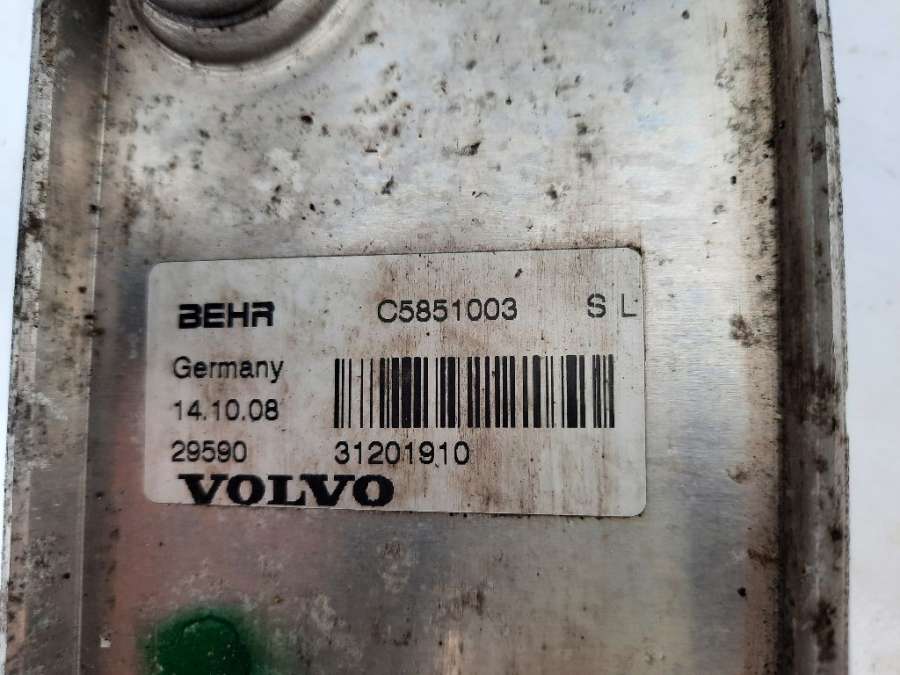 BEHR C5851003 S L
Germany
14.10.08
29590 31201910
VOLVO